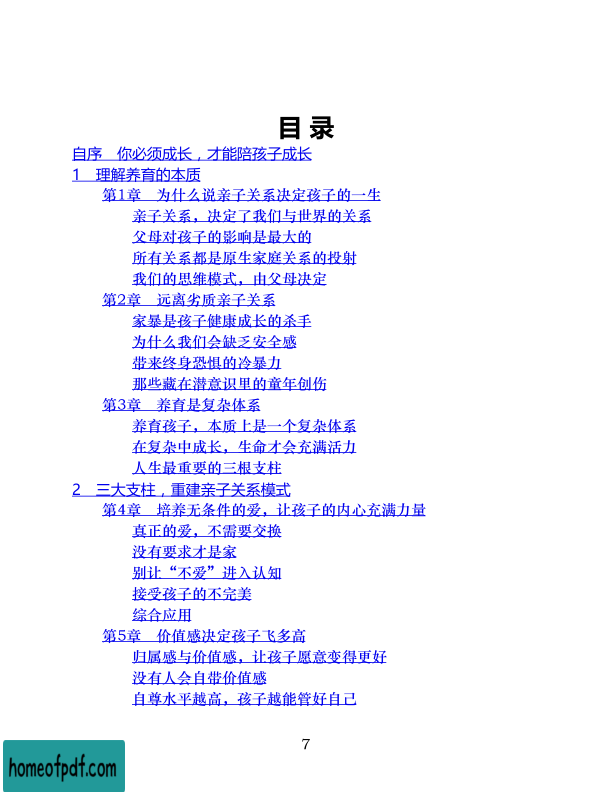 目 录
自序　你必须成长，才能陪孩子成长
1　理解养育的本质
第1章　为什么说亲子关系决定孩子的一生
亲子关系，决定了我们与世界的关系
父母对孩子的影响是最大的
所有关系都是原生家庭关系的投射
我们的思维模式，由父母决定
第2章　远离劣质亲子关系
家暴是孩子健康成长的杀手
为什么我们会缺乏安全感
带来终身恐惧的冷暴力
那些藏在潜意识里的童年创伤
第3章　养育是复杂体系
养育孩子，本质上是一个复杂体系
在复杂中成长，生命才会充满活力
人生最重要的三根支柱
2　三大支柱，重建亲子关系模式
第4章　培养无条件的爱，让孩子的内心充满力量
真正的爱，不需要交换
没有要求才是家
别让“不爱”进入认知
接受孩子的不完美
综合应用
第5章　价值感决定孩子飞多高
归属感与价值感，让孩子愿意变得更好
没有人会自带价值感
自尊水平越高，孩子越能管好自己
7
homeofpdf.com